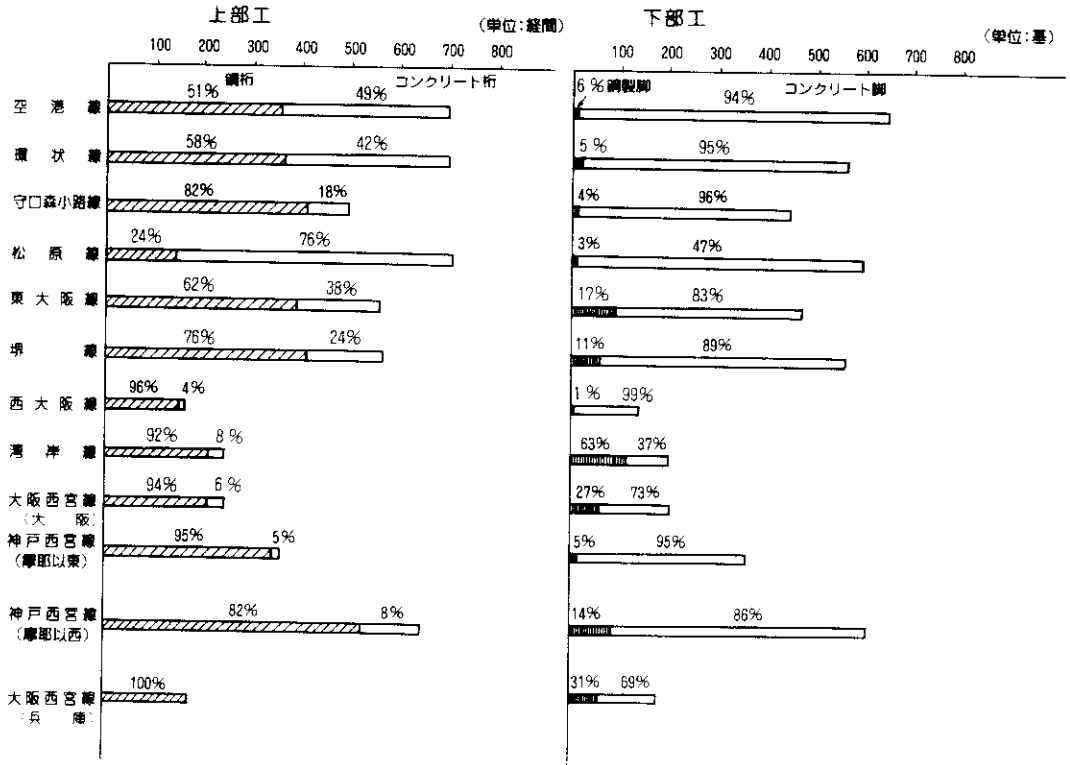 上部工
(単位:経間)
100 200 300 400 500 600 700 800
鋼桁 コンクリート桁
空港線 51% 49%
環状線 58% 42%
守口森小路線 82% 18%
松原線 24% 76%
東大阪線 62% 38%
堺線 76% 24%
西大阪線 96% 4%
湾岸線 92% 8%
大阪西宮線 94% 6%
(大阪)
神戸西宮線 95% 5%
(摩耶以東)
神戸西宮線 82% 8%
(摩耶以西)
大阪西宮線 100%
(兵庫)
下部工
(単位:基)
100 200 300 400 500 600 700 800
鋼製脚 コンクリート脚
6% 94%
5% 95%
4% 96%
3% 47%
17% 83%
11% 89%
1% 99%
63% 37%
27% 73%
5% 95%
14% 86%
31% 69%